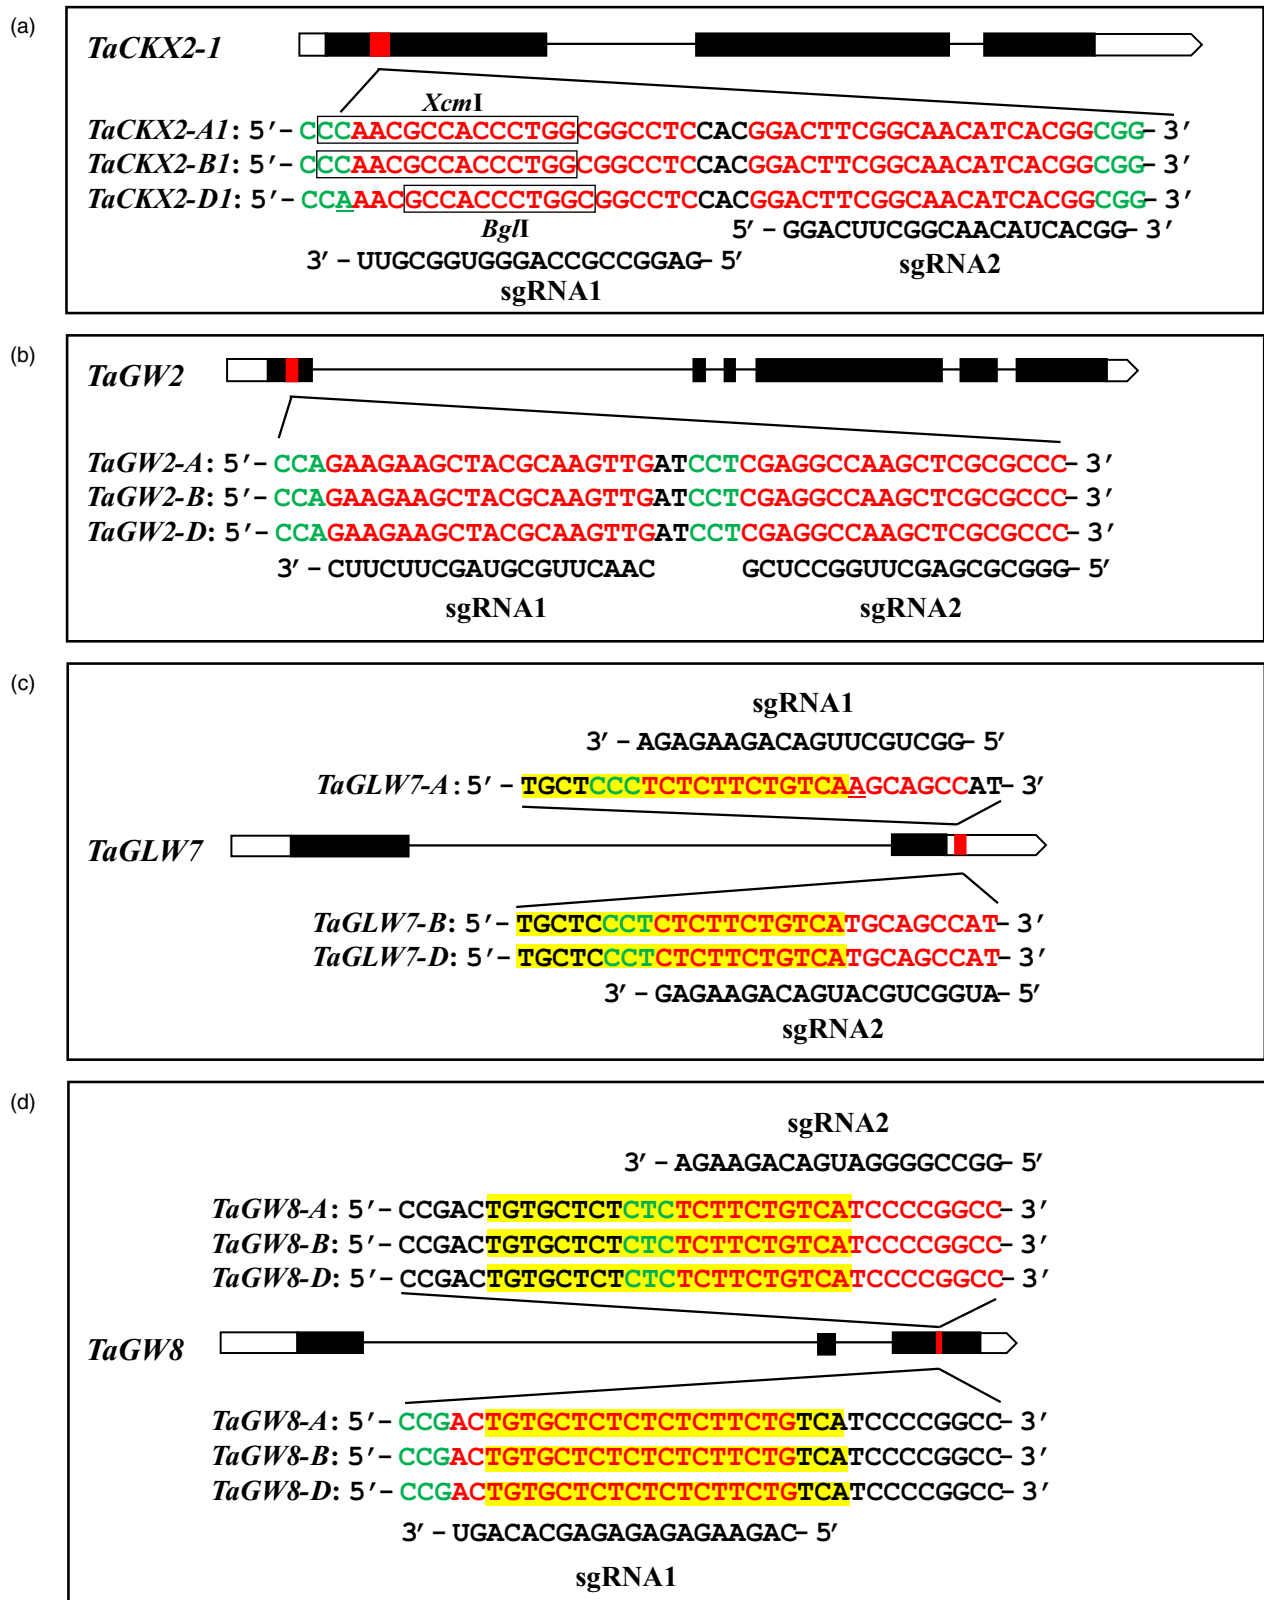 (a)
TaCKX2-1
XcmI
TaCKX2-A1: 5′- CCCAACGCCACCCTGGCGGCCTCCACGGACTTCGGCAACATCACGGCGG- 3′
TaCKX2-B1: 5′- CCCAACGCCACCCTGGCGGCCTCCACGGACTTCGGCAACATCACGGCGG- 3′
TaCKX2-D1: 5′- CCAAACGCCACCCTGGCGGCCTCCACGGACTTCGGCAACATCACGGCGG- 3′
BglI
5′- GGACUUCGGCAACAUCACGG- 3′
3′ - UUGCGGUGGGACCGCCGGAG- 5′
sgRNA2
sgRNA1
(b)
TaGW2
TaGW2-A: 5′- CCAGAAGAAGCTACGCAAGTTGATCCTCGAGGCCAAGCTCGCGCCC- 3′
TaGW2-B: 5′- CCAGAAGAAGCTACGCAAGTTGATCCTCGAGGCCAAGCTCGCGCCC- 3′
TaGW2-D: 5′- CCAGAAGAAGCTACGCAAGTTGATCCTCGAGGCCAAGCTCGCGCCC- 3′
3′ - CUUCUUCGAUGCGUUCAAC GCUCCGGUUCGAGCGCGGG- 5′
sgRNA1 sgRNA2
(c)
sgRNA1
3′ - AGAGAAGACAGUUCGUCGG- 5′
TaGLW7-A: 5′ - TGCTCCCTCTCTTCTGTCAAGCAGCCAT- 3′
TaGLW7
TaGLW7-B: 5′ - TGCTCCCTCTCTTCTGTCATGCAGCCAT- 3′
TaGLW7-D: 5′ - TGCTCCCTCTCTTCTGTCATGCAGCCAT- 3′
3′ - GAGAAGACAGUACGUCGGUA- 5′
sgRNA2
(d)
sgRNA2
3′ - AGAAGACAGUAGGGGCCGG- 5′
TaGW8-A: 5′- CCGACTGTGCTCTCTCTCTTCTGTCATCCCCGGCC- 3′
TaGW8-B: 5′- CCGACTGTGCTCTCTCTCTTCTGTCATCCCCGGCC- 3′
TaGW8-D: 5′- CCGACTGTGCTCTCTCTCTTCTGTCATCCCCGGCC- 3′
TaGW8
TaGW8-A: 5′- CCGACTGTGCTCTCTCTCTTCTGTCATCCCCGGCC- 3′
TaGW8-B: 5′- CCGACTGTGCTCTCTCTCTTCTGTCATCCCCGGCC- 3′
TaGW8-D: 5′- CCGACTGTGCTCTCTCTCTTCTGTCATCCCCGGCC- 3′
3′ - UGACACGAGAGAGAGAAGAC- 5′
sgRNA1